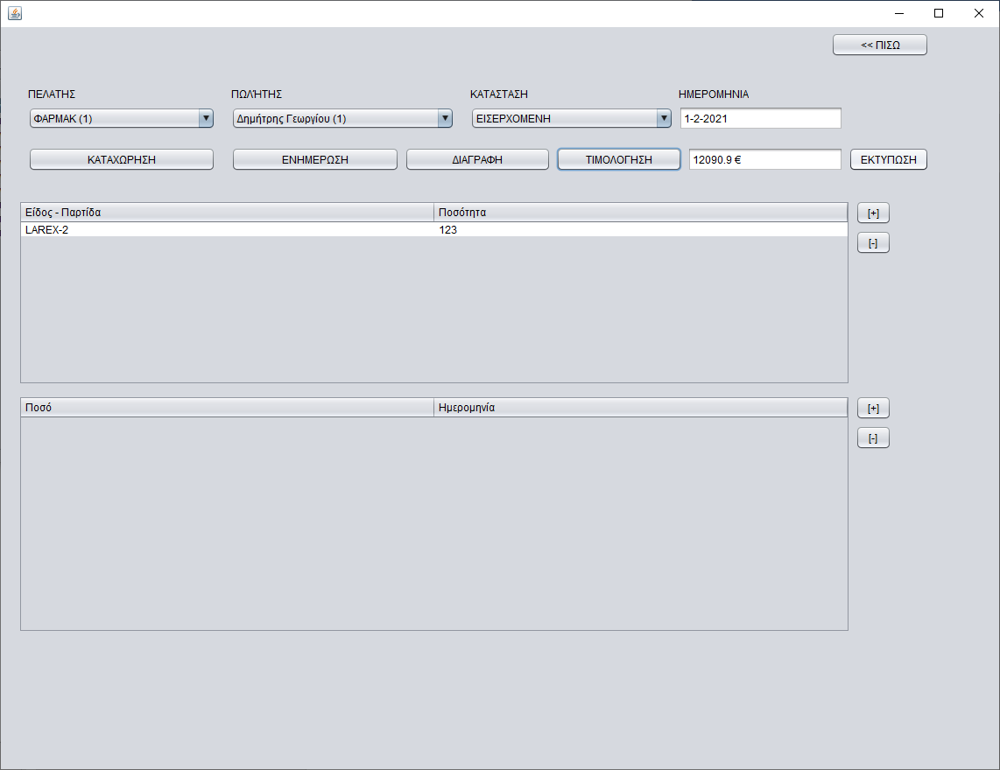 << ΠΙΣΩ
ΠΕΛΑΤΗΣ ΠΩΛΉΤΗΣ ΚΑΤΑΣΤΑΣΗ ΗΜΕΡΟΜΗΝΙΑ
ΦΑΡΜΑΚ (1) Δημήτρης Γεωργίου (1) ΕΙΣΕΡΧΟΜΕΝΗ 1-2-2021
ΚΑΤΑΧΩΡΗΣΗ ΕΝΗΜΕΡΩΣΗ ΔΙΑΓΡΑΦΗ ΤΙΜΟΛΟΓΗΣΗ 12090.9 € ΕΚΤΥΠΩΣΗ
Είδος - Παρτίδα Ποσότητα [+]
LAREX-2 123
[-]
Ποσό Ημερομηνία [+]
[-]